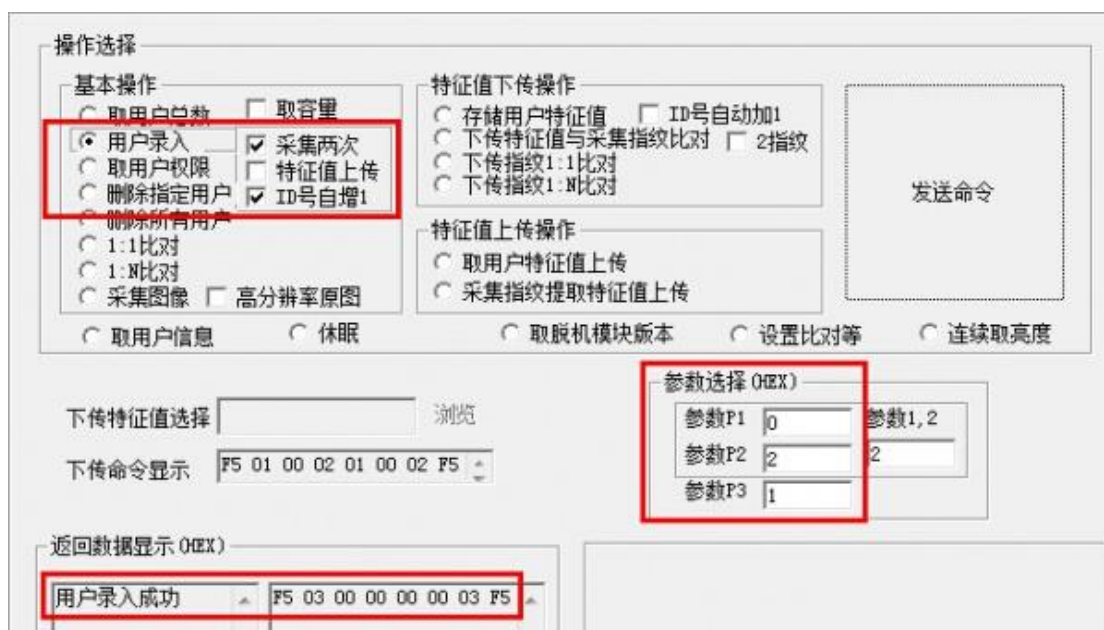 操作选择
基本操作
取用户总数 取容量
用户录入 采集两次
取用户权限 特征值上传
删除指定用户 ID号自增1
删除所有用户
1:1比对
1:N比对
采集图像 高分辨率原图
特征值下传操作
存储用户特征值 ID号自动加1
下传特征值与采集指纹比对 2指纹
下传指纹1:1比对
下传指纹1:N比对
特征值上传操作
取用户特征值上传
采集指纹提取特征值上传
发送命令
取用户信息 休眠 取脱机模块版本 设置比对等 连续取亮度
下传特征值选择 浏览
下传命令显示 F5 01 00 02 01 00 02 F5
参数选择(HEX)
参数P1 0 参数1,2
参数P2 2 2
参数P3 1
返回数据显示(HEX)
用户录入成功 F5 03 00 00 00 00 03 F5